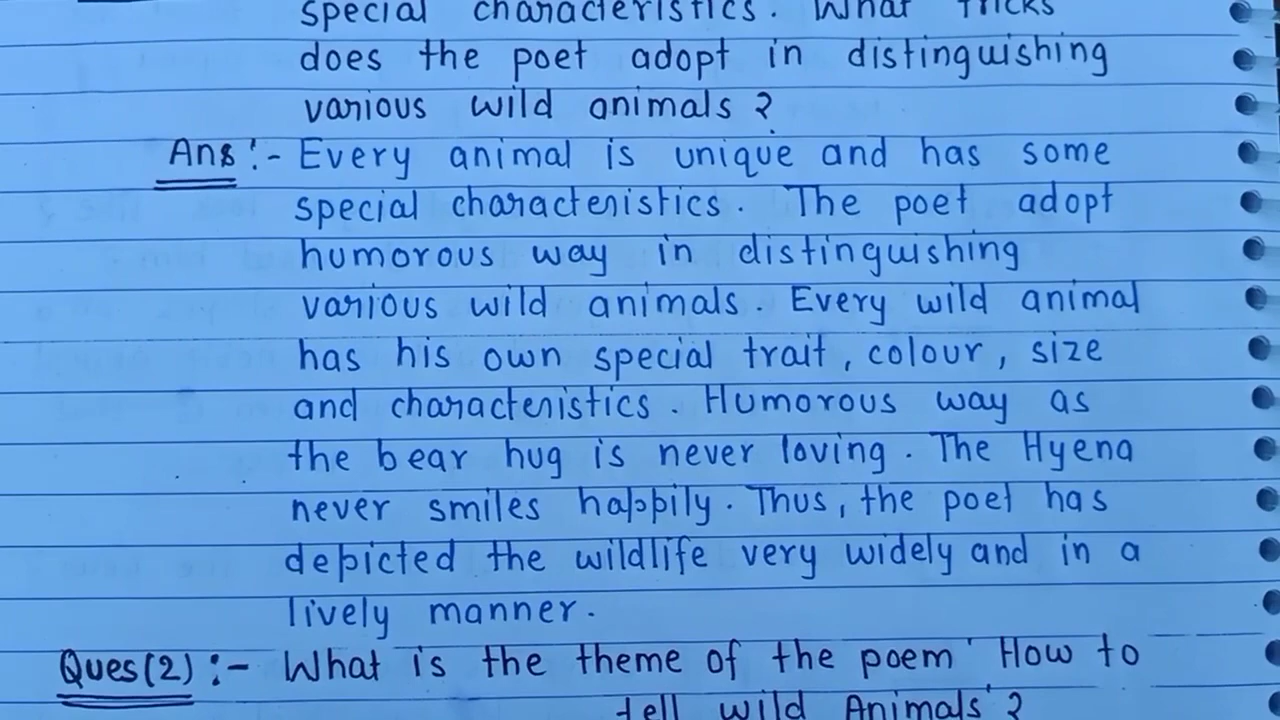 special characteristics. What tricks
does the poet adopt in distinguishing
various wild animals ?
Ans :- Every animal is unique and has some
special characteristics. The poet adopt
humorous way in distinguishing
various wild animals. Every wild animal
has his own special trait, colour, size
and characteristics. Humorous way as
the bear hug is never loving. The Hyena
never smiles happily. Thus, the poet has
depicted the wildlife very widely and in a
lively manner.
Ques(2) :- What is the theme of the poem 'How to
tell wild Animals' ?